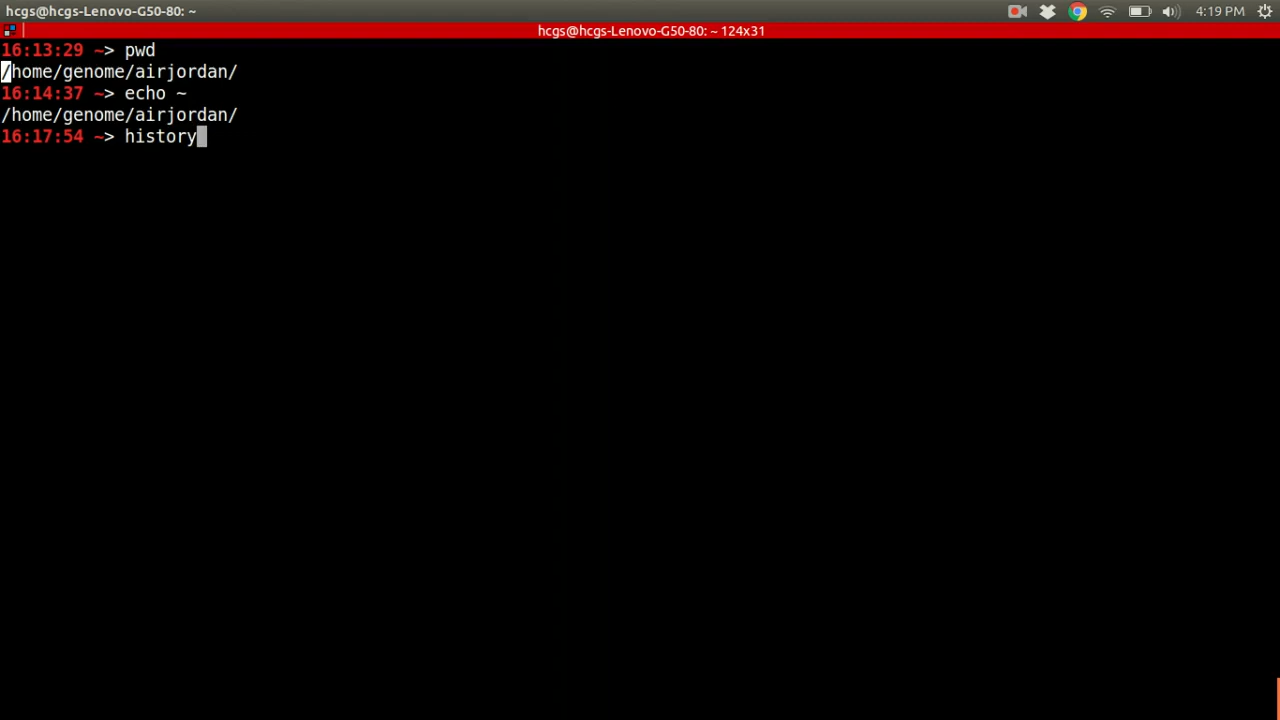 hcgs@hcgs-Lenovo-G50-80: ~
4:19 PM
hcgs@hcgs-Lenovo-G50-80: ~ 124x31
16:13:29 ~> pwd
/home/genome/airjordan/
16:14:37 ~> echo ~
/home/genome/airjordan/
16:17:54 ~> history